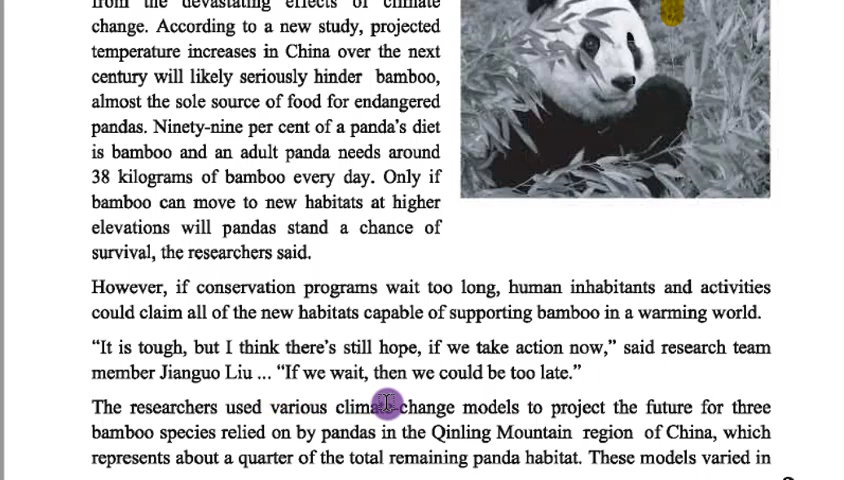 from the devastating effects of climate
change. According to a new study, projected
temperature increases in China over the next
century will likely seriously hinder bamboo,
almost the sole source of food for endangered
pandas. Ninety-nine per cent of a panda's diet
is bamboo and an adult panda needs around
38 kilograms of bamboo every day. Only if
bamboo can move to new habitats at higher
elevations will pandas stand a chance of
survival, the researchers said.
However, if conservation programs wait too long, human inhabitants and activities
could claim all of the new habitats capable of supporting bamboo in a warming world.
“It is tough, but I think there's still hope, if we take action now,” said research team
member Jianguo Liu ... “If we wait, then we could be too late.”
The researchers used various climate-change models to project the future for three
bamboo species relied on by pandas in the Qinling Mountain region of China, which
represents about a quarter of the total remaining panda habitat. These models varied in